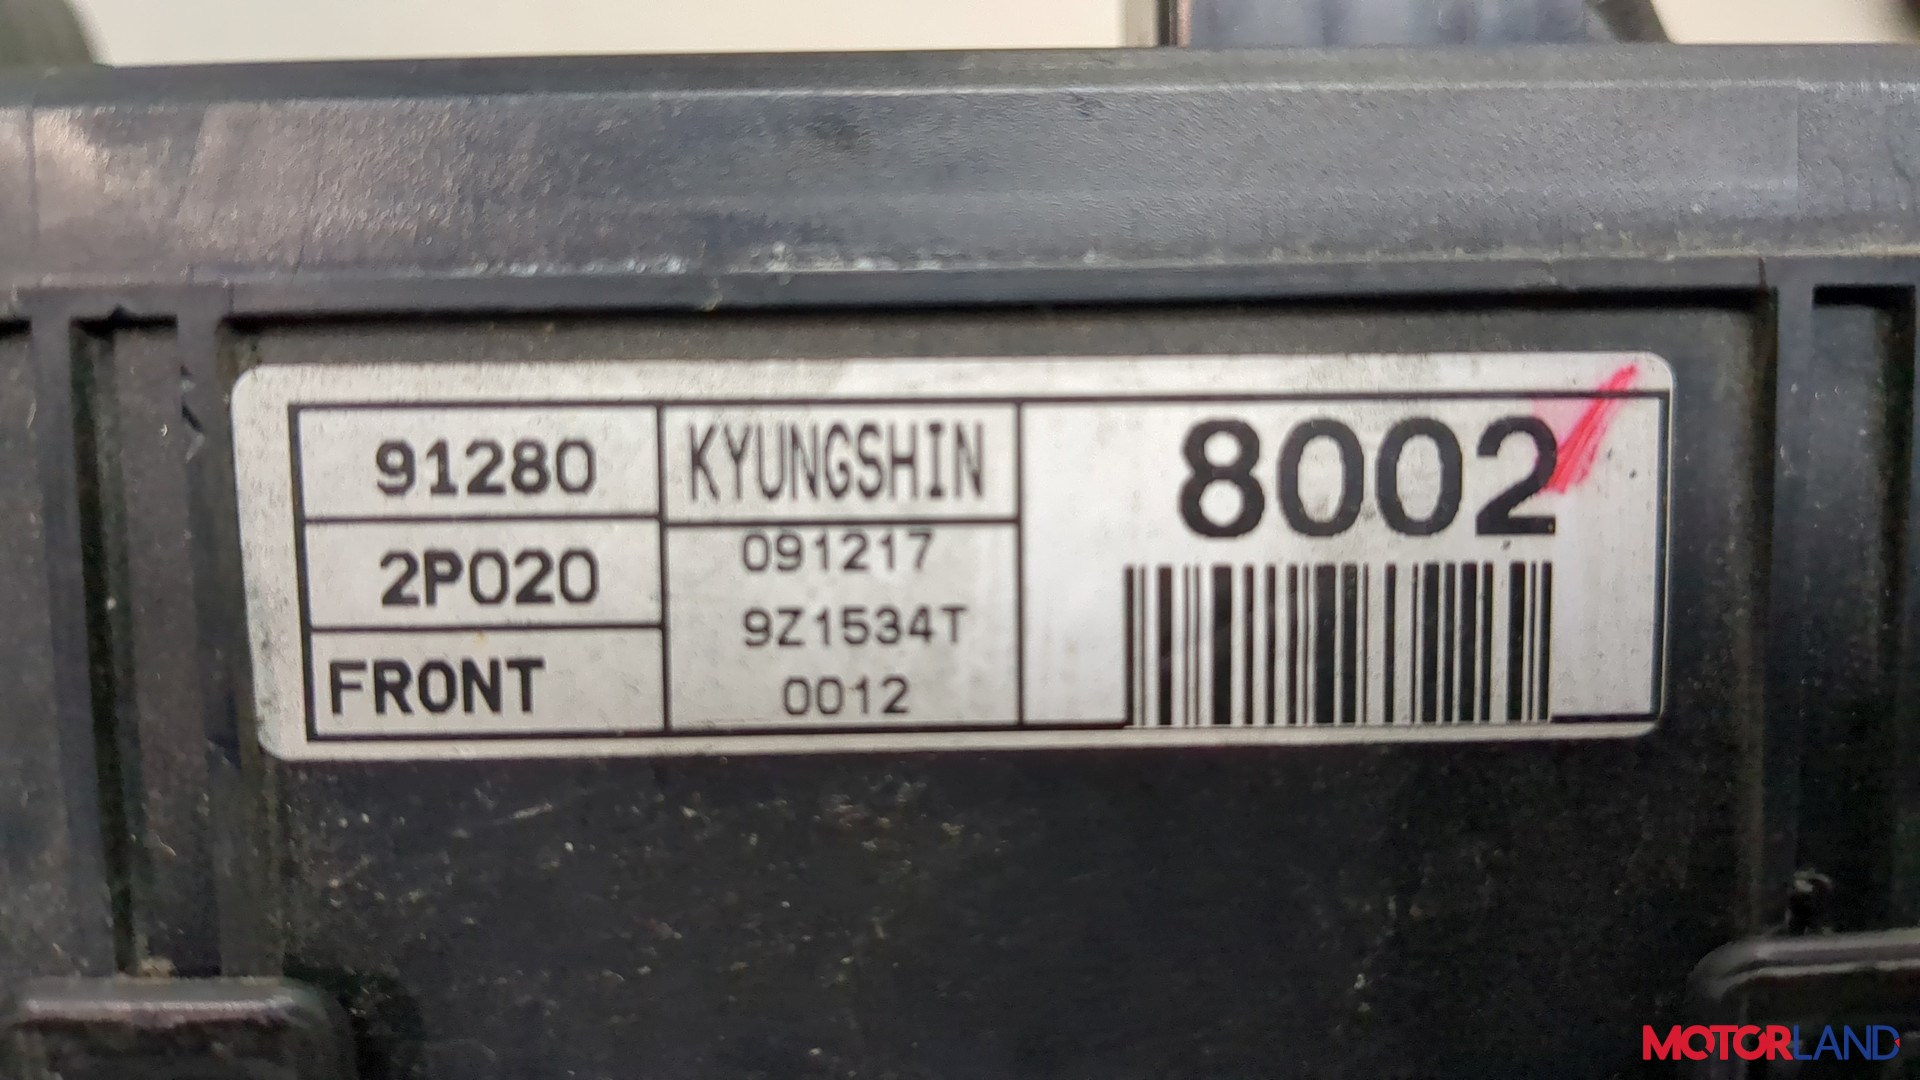 91280
2P020
FRONT
KYUNGSHIN
091217
9Z1534T
0012
8002
MOTORLAND